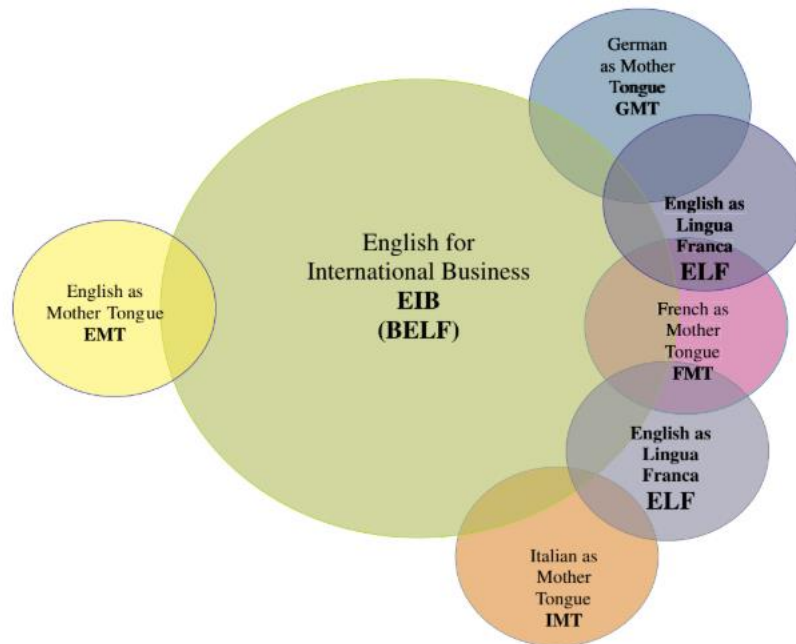 German
as Mother
Tongue
GMT
English as
Lingua
Franca
ELF
English for
International Business
EIB
(BELF)
English as
Mother Tongue
EMT
French as
Mother
Tongue
FMT
English as
Lingua
Franca
ELF
Italian as
Mother
Tongue
IMT